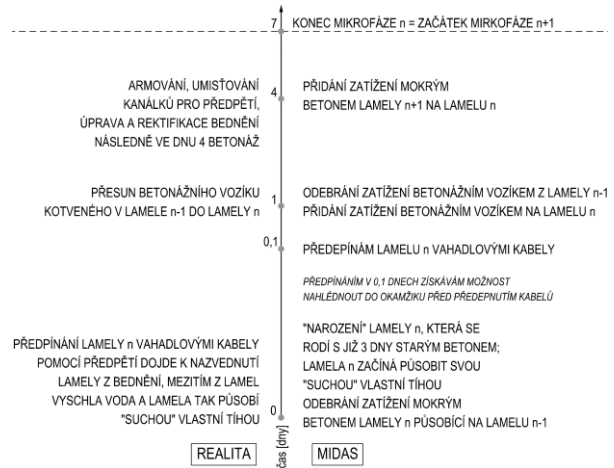 7 KONEC MIKROFÁZE n = ZAČÁTEK MIRKOFÁZE n+1
ARMOVÁNÍ, UMISŤOVÁNÍ
KANÁLKŮ PRO PŘEDPĚTÍ,
ÚPRAVA A REKTIFIKACE BEDNĚNÍ
NÁSLEDNĚ VE DNU 4 BETONÁŽ
4
PŘIDÁNÍ ZATÍŽENÍ MOKRÝM
BETONEM LAMELY n+1 NA LAMELU n
PŘESUN BETONÁŽNÍHO VOZÍKU
KOTVENÉHO V LAMELE n-1 DO LAMELY n
1
ODEBRÁNÍ ZATÍŽENÍ BETONÁŽNÍM VOZÍKEM Z LAMELY n-1
PŘIDÁNÍ ZATÍŽENÍ BETONÁŽNÍM VOZÍKEM NA LAMELU n
0,1
PŘEDEPÍNÁM LAMELU n VAHADLOVÝMI KABELY
PŘEDPÍNÁNÍM V 0,1 DNECH ZÍSKÁVÁM MOŽNOST
NAHLÉDNOUT DO OKAMŽIKU PŘED PŘEDEPNUTÍM KABELŮ
PŘEDPÍNÁNÍ LAMELY n VAHADLOVÝMI KABELY
POMOCÍ PŘEDPĚTÍ DOJDE K NAZVEDNUTÍ
LAMELY Z BEDNĚNÍ, MEZITÍM Z LAMEL
VYSCHLA VODA A LAMELA TAK PŮSOBÍ
"SUCHOU" VLASTNÍ TÍHOU
0
"NAROZENÍ" LAMELY n, KTERÁ SE
RODÍ S JIŽ 3 DNY STARÝM BETONEM;
LAMELA n ZAČÍNÁ PŮSOBIT SVOU
"SUCHOU" VLASTNÍ TÍHOU
ODEBRÁNÍ ZATÍŽENÍ MOKRÝM
BETONEM LAMELY n PŮSOBÍCÍ NA LAMELU n-1
REALITA
čas [dny]
MIDAS